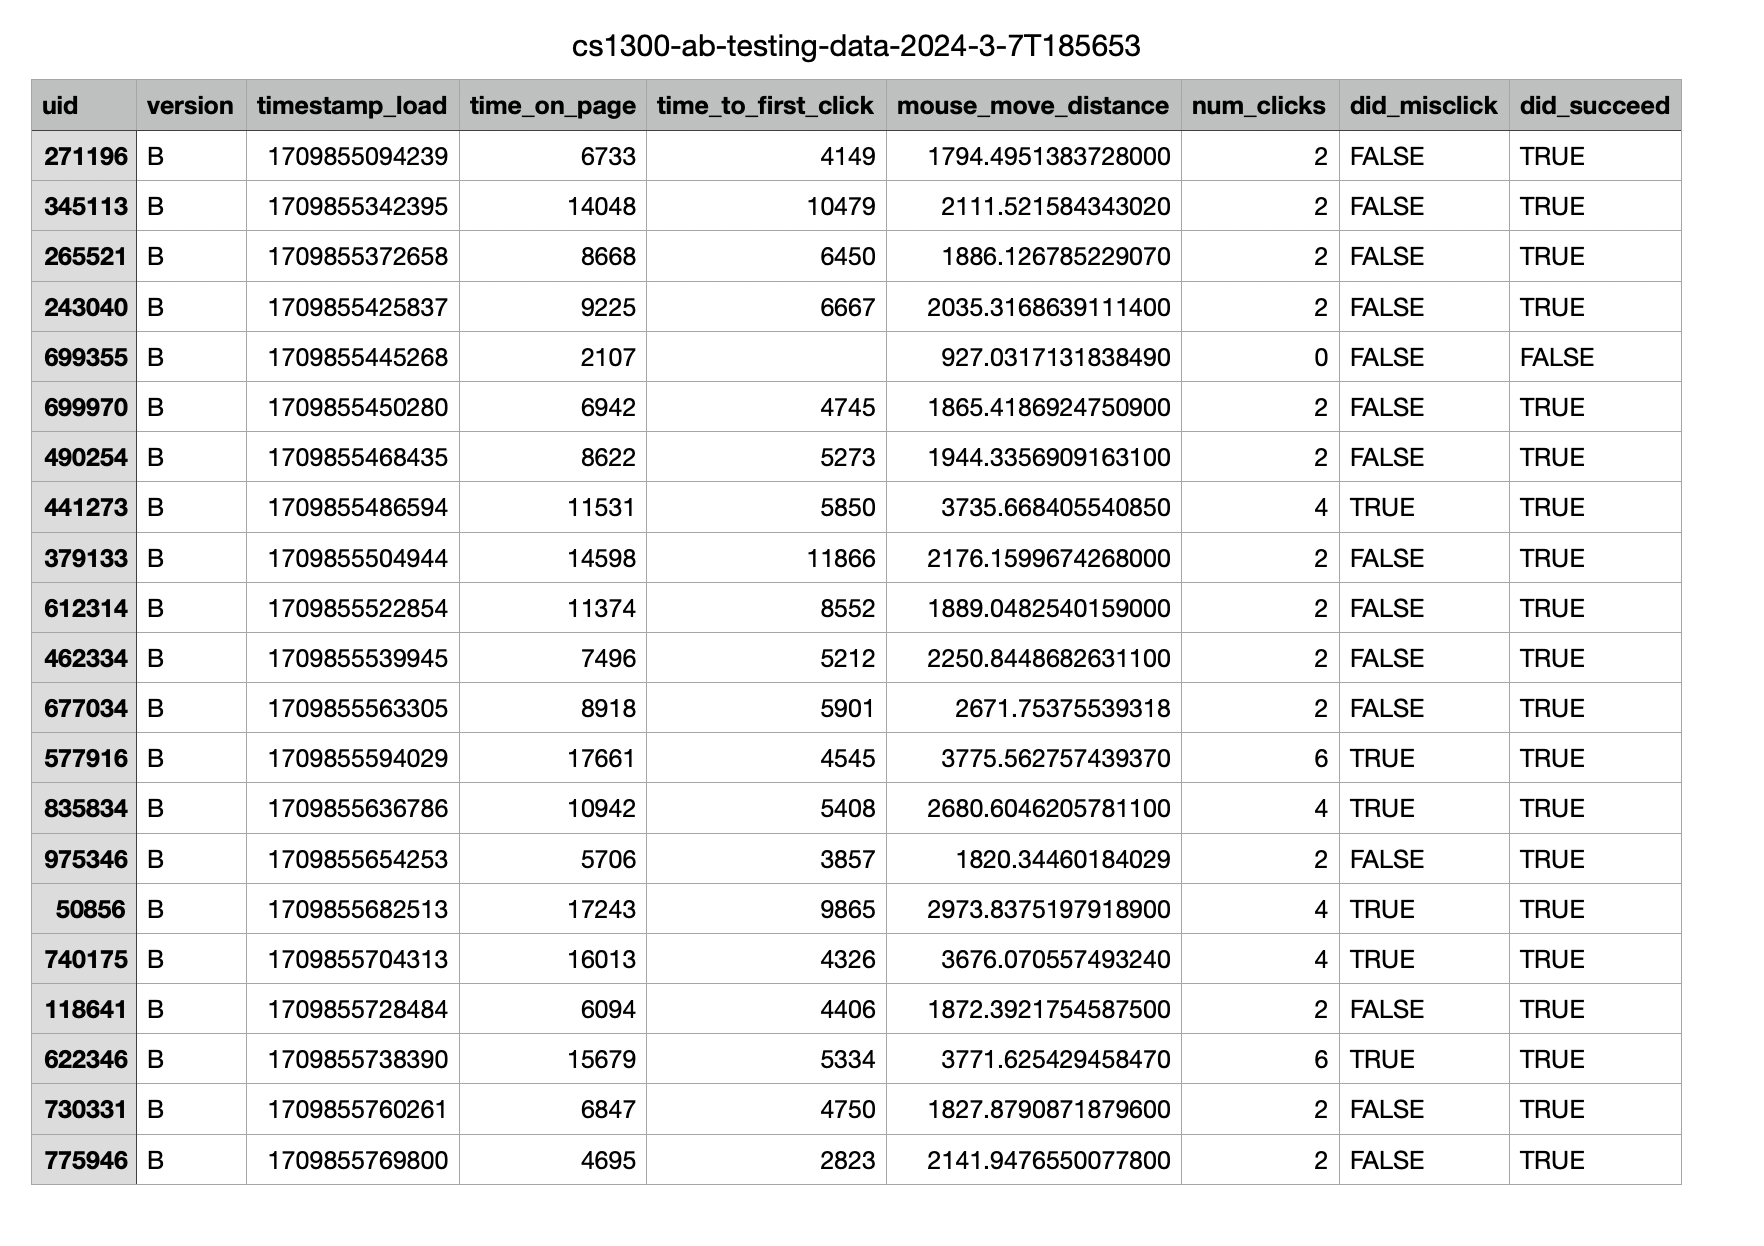 cs1300-ab-testing-data-2024-3-7T185653
uid version timestamp_load time_on_page time_to_first_click mouse_move_distance num_clicks did_misclick did_succeed
271196 B 1709855094239 6733 4149 1794.4951383728000 2 FALSE TRUE
345113 B 1709855342395 14048 10479 2111.521584343020 2 FALSE TRUE
265521 B 1709855372658 8668 6450 1886.126785229070 2 FALSE TRUE
243040 B 1709855425837 9225 6667 2035.3168639111400 2 FALSE TRUE
699355 B 1709855445268 2107 927.0317131838490 0 FALSE FALSE
699970 B 1709855450280 6942 4745 1865.4186924750900 2 FALSE TRUE
490254 B 1709855468435 8622 5273 1944.3356909163100 2 FALSE TRUE
441273 B 1709855486594 11531 5850 3735.668405540850 4 TRUE TRUE
379133 B 1709855504944 14598 11866 2176.1599674268000 2 FALSE TRUE
612314 B 1709855522854 11374 8552 1889.0482540159000 2 FALSE TRUE
462334 B 1709855539945 7496 5212 2250.8448682631100 2 FALSE TRUE
677034 B 1709855563305 8918 5901 2671.75375539318 2 FALSE TRUE
577916 B 1709855594029 17661 4545 3775.562757439370 6 TRUE TRUE
835834 B 1709855636786 10942 5408 2680.6046205781100 4 TRUE TRUE
975346 B 1709855654253 5706 3857 1820.34460184029 2 FALSE TRUE
50856 B 1709855682513 17243 9865 2973.8375197918900 4 TRUE TRUE
740175 B 1709855704313 16013 4326 3676.070557493240 4 TRUE TRUE
118641 B 1709855728484 6094 4406 1872.3921754587500 2 FALSE TRUE
622346 B 1709855738390 15679 5334 3771.625429458470 6 TRUE TRUE
730331 B 1709855760261 6847 4750 1827.8790871879600 2 FALSE TRUE
775946 B 1709855769800 4695 2823 2141.9476550077800 2 FALSE TRUE